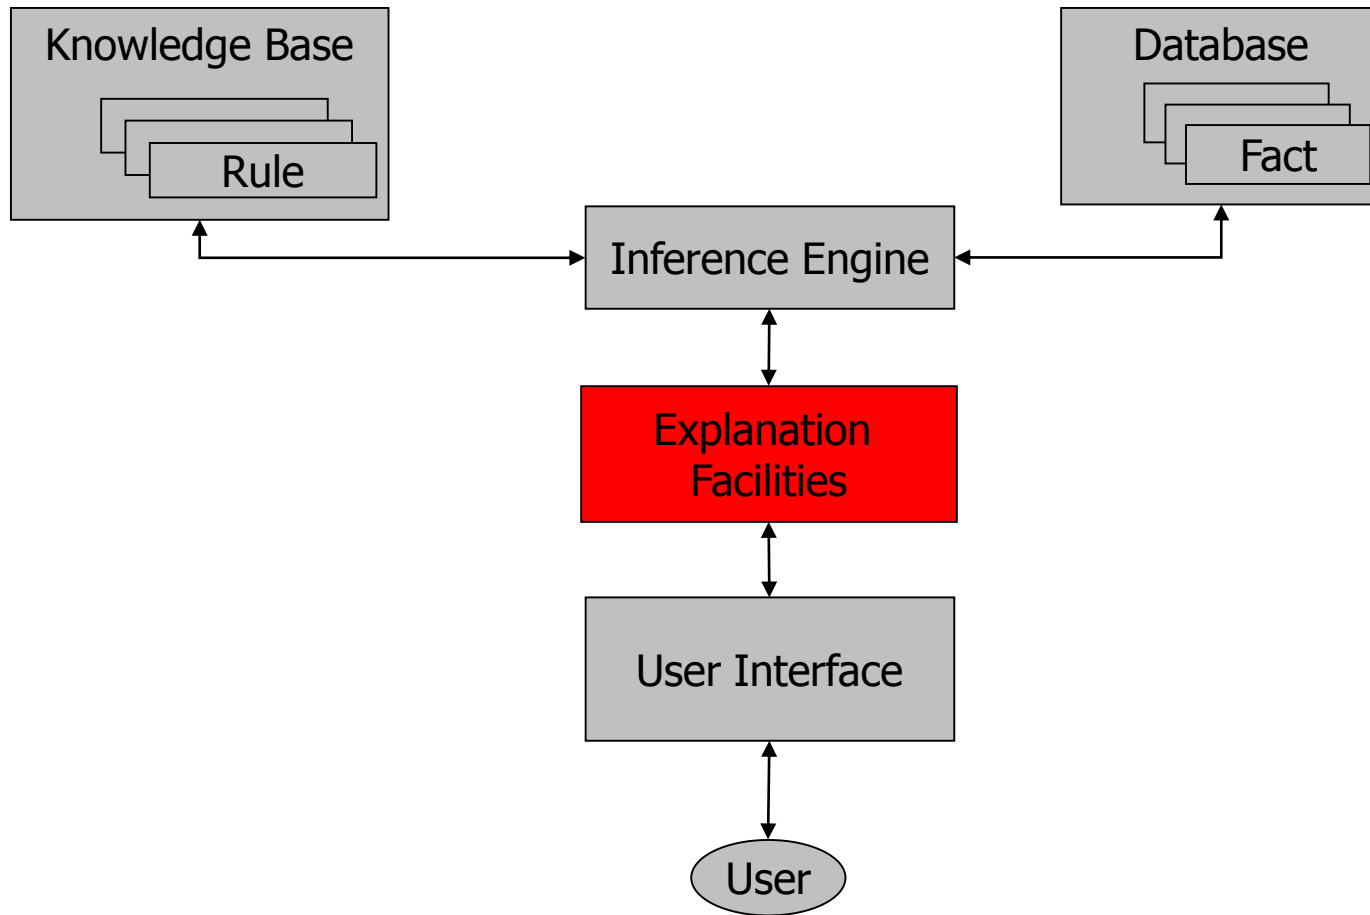 Knowledge Base
Rule
Database
Fact
Inference Engine
Explanation
Facilities
User Interface
User